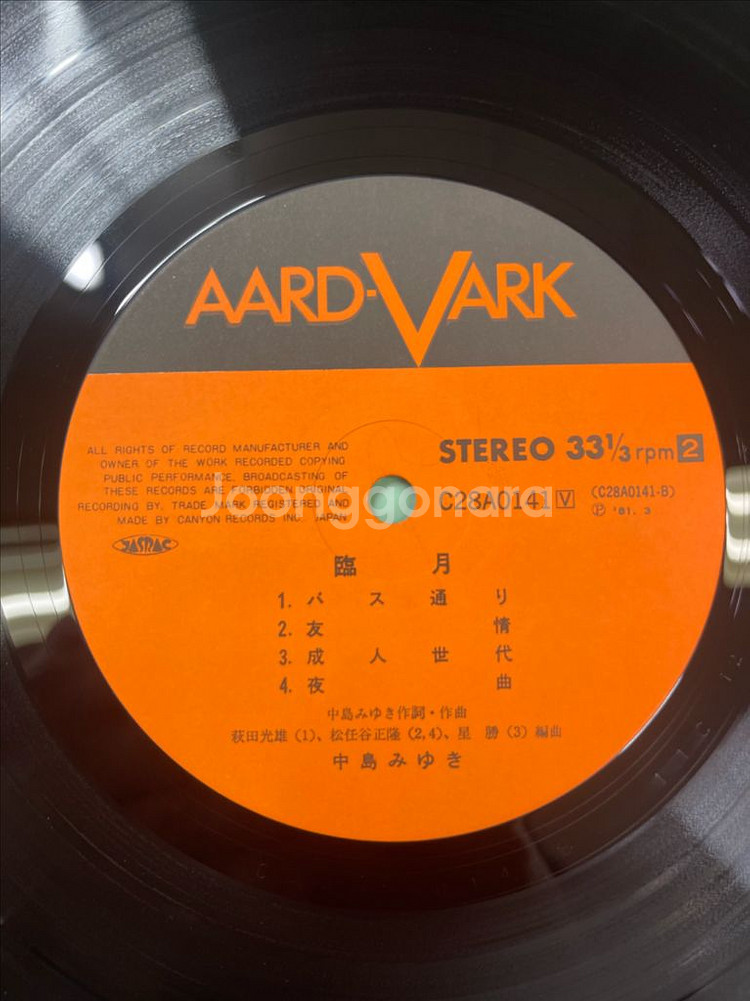 AARD-VARK
ALL RIGHTS OF RECORD MANUFACTURER AND
OWNER OF THE WORK RECORDED COPYING
PUBLIC PERFORMANCE, BROADCASTING OF
THESE RECORDS ARE FORBIDDEN ORIGINAL
RECORDING BY. TRADE MARK REGISTERED AND
MADE BY CANYON RECORDS INC. JAPAN
JASRAC
STEREO 33⅓ rpm 2
C28A0141 V
(C28A0141-B)
Ⓟ '81. 3
Joonggonara
臨月
1. バス通り
2. 友情
3. 成人世代
4. 夜曲
中島みゆき作詞・作曲
萩田光雄(1)、松任谷正隆(2,4)、星 勝(3)編曲
中島みゆき